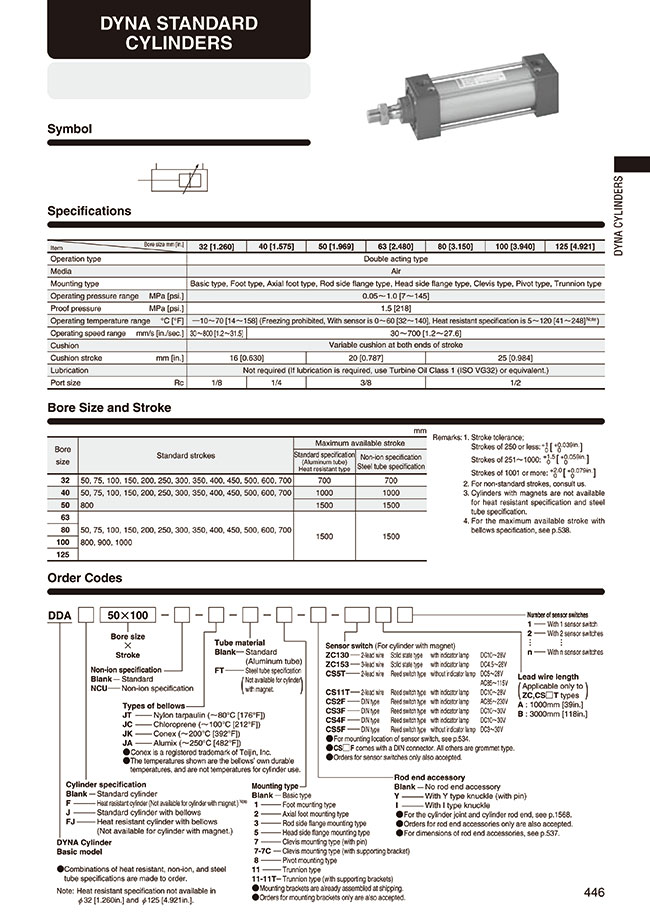 DYNA STANDARD
CYLINDERS
Symbol
DYNA CYLINDERS
Specifications
Item Bore size mm [in.] 32 [1.260] 40 [1.575] 50 [1.969] 63 [2.480] 80 [3.150] 100 [3.940] 125 [4.921]
Operation type Double acting type
Media Air
Mounting type Basic type, Foot type, Axial foot type, Rod side flange type, Head side flange type, Clevis type, Pivot type, Trunnion type
Operating pressure range MPa [psi.] 0.05～1.0 [7～145]
Proof pressure MPa [psi.] 1.5 [218]
Operating temperature range °C [°F] —10～70 [14～158] (Freezing prohibited, With sensor is 0～60 [32～140], Heat resistant specification is 5～120 [41～248]Note)
Operating speed range mm/s [in./sec.] 30～800 [1.2～31.5] 30～700 [1.2～27.6]
Cushion Variable cushion at both ends of stroke
Cushion stroke mm [in.] 16 [0.630] 20 [0.787] 25 [0.984]
Lubrication Not required (If lubrication is required, use Turbine Oil Class 1 (ISO VG32) or equivalent.)
Port size Rc 1/8 1/4 3/8 1/2
Bore Size and Stroke
mm
Bore size Standard strokes Maximum available stroke
Standard specification (Aluminum tube) Heat resistant type Non-ion specification Steel tube specification
32 50, 75, 100, 150, 200, 250, 300, 350, 400, 450, 500, 600, 700 700 700
40 50, 75, 100, 150, 200, 250, 300, 350, 400, 450, 500, 600, 700 1000 1000
50 800 1500 1500
63
80 50, 75, 100, 150, 200, 250, 300, 350, 400, 450, 500, 600, 700 1500 1500
100 800, 900, 1000
125
Remarks: 1. Stroke tolerance;
Strokes of 250 or less: +1 0 [+0.039in. 0]
Strokes of 251～1000: +1.5 0 [+0.059in. 0]
Strokes of 1001 or more: +2.0 0 [+0.079in. 0]
2. For non-standard strokes, consult us.
3. Cylinders with magnets are not available
for heat resistant specification and steel
tube specification.
4. For the maximum available stroke with
bellows specification, see p.538.
Order Codes
DDA □ 50×100 - □ - □ - □ - □ - □ - □ □ □
Bore size
×
Stroke
Non-ion specification
Blank — Standard
NCU — Non-ion specification
Types of bellows
JT — Nylon tarpaulin (～80°C [176°F])
JC — Chloroprene (～100°C [212°F])
JK — Conex (～200°C [392°F])
JA — Alumix (～250°C [482°F])
●Conex is a registered trademark of Teijin, Inc.
●The temperatures shown are the bellows' own durable
temperatures, and are not temperatures for cylinder use.
Tube material
Blank — Standard
(Aluminum tube)
FT — Steel tube specification
(Not available for cylinder
with magnet.)
Cylinder specification
Blank — Standard cylinder
F — Heat resistant cylinder (Not available for cylinder with magnet.) Note
J — Standard cylinder with bellows
FJ — Heat resistant cylinder with bellows
(Not available for cylinder with magnet.)
DYNA Cylinder
Basic model
●Combinations of heat resistant, non-ion, and steel
tube specifications are made to order.
Note: Heat resistant specification not available in
φ32 [1.260in.] and φ125 [4.921in.].
Mounting type
Blank — Basic type
1 — Foot mounting type
2 — Axial foot mounting type
3 — Rod side flange mounting type
5 — Head side flange mounting type
7 — Clevis mounting type (with pin)
7-7C — Clevis mounting type (with supporting bracket)
8 — Pivot mounting type
11 — Trunnion type
11-11T — Trunnion type (with supporting brackets)
●Mounting brackets are already assembled at shipping.
●Orders for mounting brackets only are also accepted.
Sensor switch (For cylinder with magnet)
ZC130 — 2-lead wire Solid state type with indicator lamp DC10～28V
ZC153 — 3-lead wire Solid state type with indicator lamp DC4.5～28V
CS5T — 2-lead wire Reed switch type without indicator lamp DC5～28V
AC85～115V
CS11T — 2-lead wire Reed switch type with indicator lamp DC10～28V
CS2F — DIN type Reed switch type with indicator lamp AC85～230V
CS3F — DIN type Reed switch type with indicator lamp DC10～30V
CS4F — DIN type Reed switch type with indicator lamp DC10～30V
CS5F — DIN type Reed switch type without indicator lamp DC3～30V
●For mounting location of sensor switch, see p.534.
●CS□F comes with a DIN connector. All others are grommet type.
●Orders for sensor switches only also accepted.
Number of sensor switches
1 — With 1 sensor switch
2 — With 2 sensor switches
n — With n sensor switches
Lead wire length
(Applicable only to
ZC,CS□T types)
A : 1000mm [39in.]
B : 3000mm [118in.]
Rod end accessory
Blank — No rod end accessory
Y — With Y type knuckle (with pin)
I — With I type knuckle
●For the cylinder joint and cylinder rod end, see p.1568.
●Orders for rod end accessories only are also accepted.
●For dimensions of rod end accessories, see p.537.
446